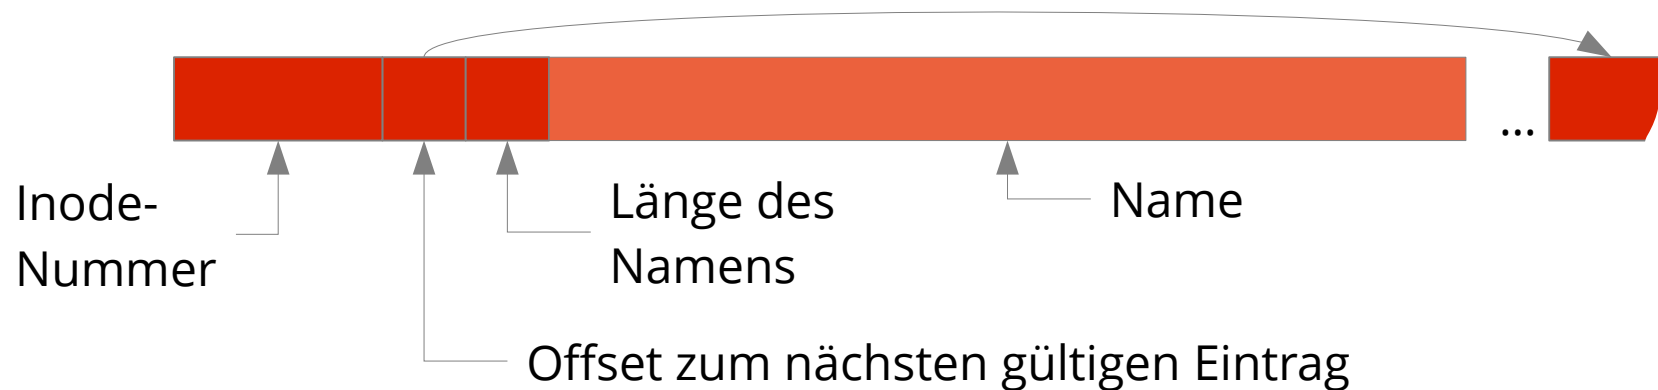 ...
Inode-
Nummer
Länge des
Namens
Name
Offset zum nächsten gültigen Eintrag